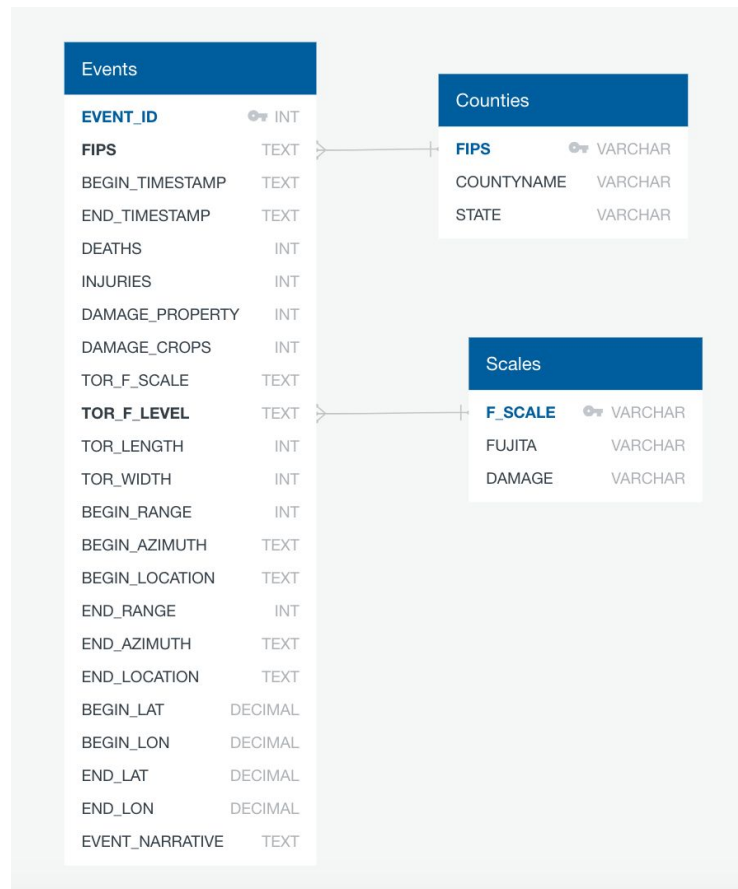 Events
EVENT_ID INT
FIPS TEXT
BEGIN_TIMESTAMP TEXT
END_TIMESTAMP TEXT
DEATHS INT
INJURIES INT
DAMAGE_PROPERTY INT
DAMAGE_CROPS INT
TOR_F_SCALE TEXT
TOR_F_LEVEL TEXT
TOR_LENGTH INT
TOR_WIDTH INT
BEGIN_RANGE INT
BEGIN_AZIMUTH TEXT
BEGIN_LOCATION TEXT
END_RANGE INT
END_AZIMUTH TEXT
END_LOCATION TEXT
BEGIN_LAT DECIMAL
BEGIN_LON DECIMAL
END_LAT DECIMAL
END_LON DECIMAL
EVENT_NARRATIVE TEXT
Counties
FIPS VARCHAR
COUNTYNAME VARCHAR
STATE VARCHAR
Scales
F_SCALE VARCHAR
FUJITA VARCHAR
DAMAGE VARCHAR